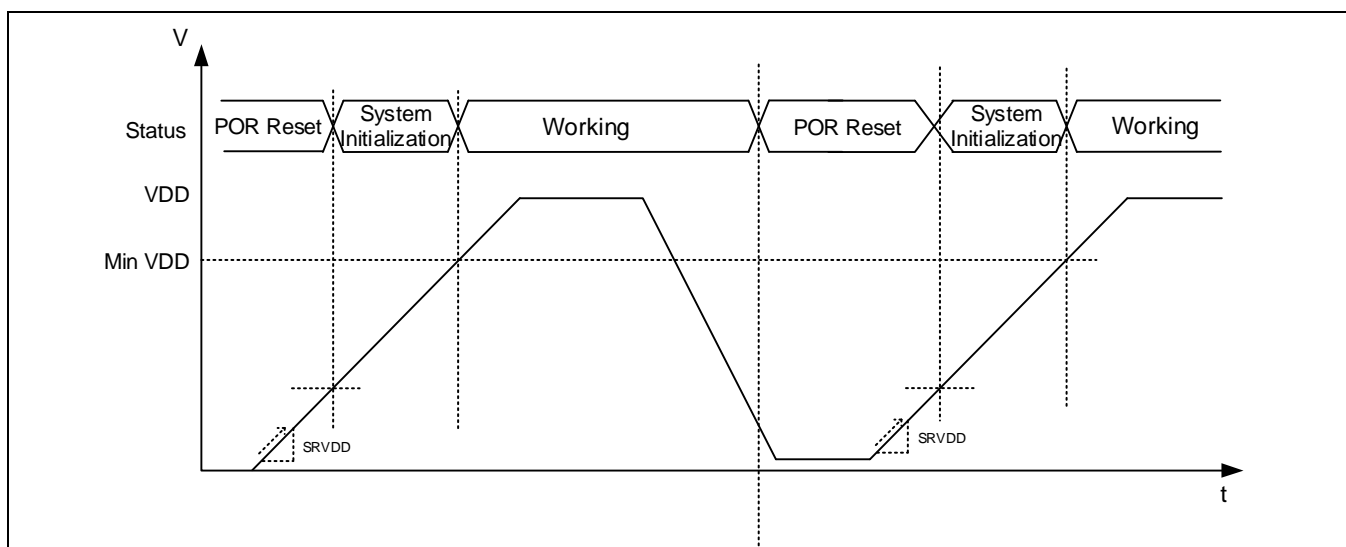 V
Status
POR Reset
System
Initialization
Working
POR Reset
System
Initialization
Working
VDD
Min VDD
SRVDD
SRVDD
t